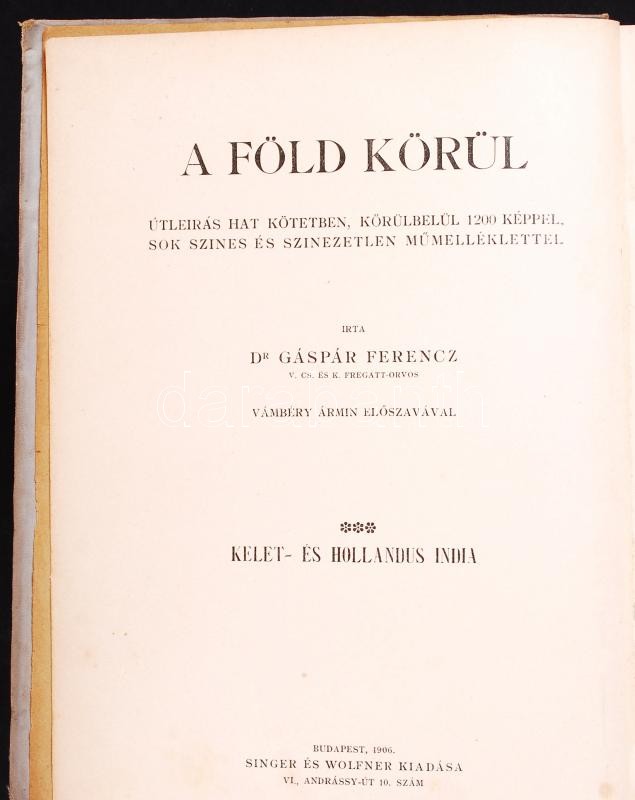 A FÖLD KÖRÜL
ÚTLEIRÁS HAT KÖTETBEN, KÖRÜLBELÜL 1200 KÉPPEL,
SOK SZINES ÉS SZINEZETLEN MŰMELLÉKLETTEL
IRTA
DR GÁSPÁR FERENCZ
V. CS. ÉS K. FREGATT-ORVOS
VÁMBÉRY ÁRMIN ELŐSZAVÁVAL
KELET- ÉS HOLLANDUS INDIA
BUDAPEST, 1906.
SINGER ÉS WOLFNER KIADÁSA
VI., ANDRÁSSY-ÚT 10. SZÁM